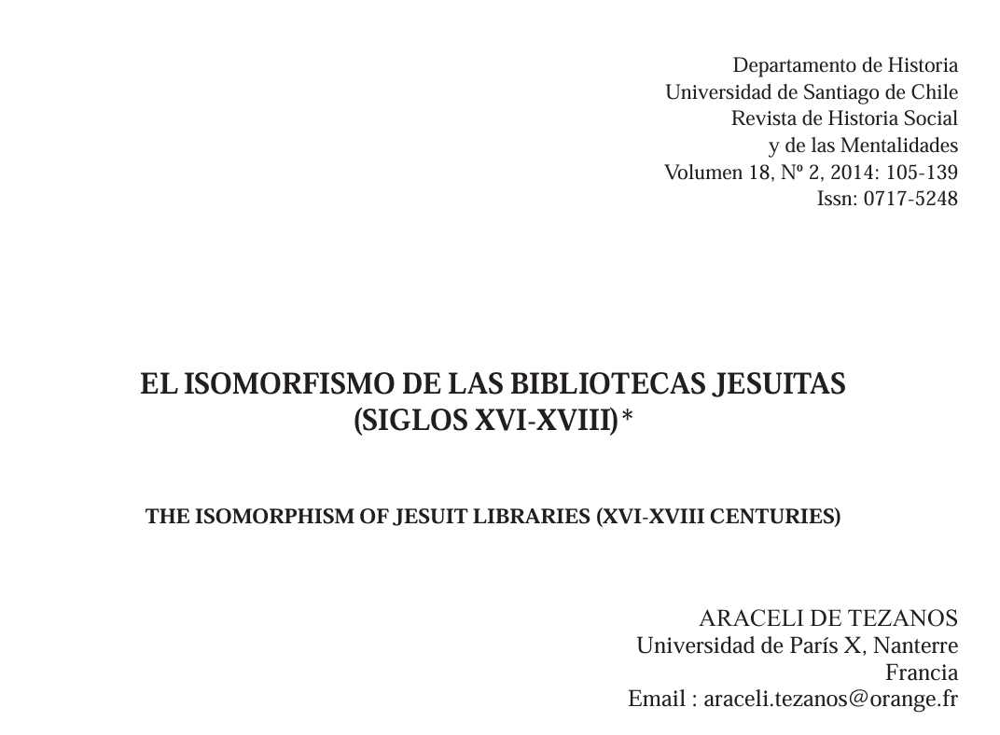 Departamento de Historia
Universidad de Santiago de Chile
Revista de Historia Social
y de las Mentalidades
Volumen 18, Nº 2, 2014: 105-139
Issn: 0717-5248
EL ISOMORFISMO DE LAS BIBLIOTECAS JESUITAS
(SIGLOS XVI-XVIII)*
THE ISOMORPHISM OF JESUIT LIBRARIES (XVI-XVIII CENTURIES)
ARACELI DE TEZANOS
Universidad de París X, Nanterre
Francia
Email : araceli.tezanos@orange.fr